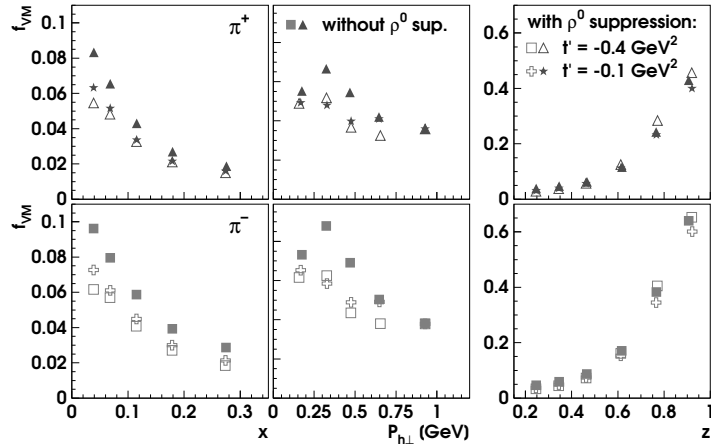 f_VM
0.1
0.08
0.06
0.04
0.02
0
π⁺
without ρ⁰ sup.
with ρ⁰ suppression:
t' = -0.4 GeV²
t' = -0.1 GeV²
0.6
0.4
0.2
0
f_VM
0.1
0.08
0.06
0.04
0.02
0
π⁻
0.6
0.4
0.2
0
0 0.1 0.2 0.3
0 0.25 0.5 0.75 1
0.2 0.4 0.6 0.8 1
x
P_h⊥ (GeV)
z